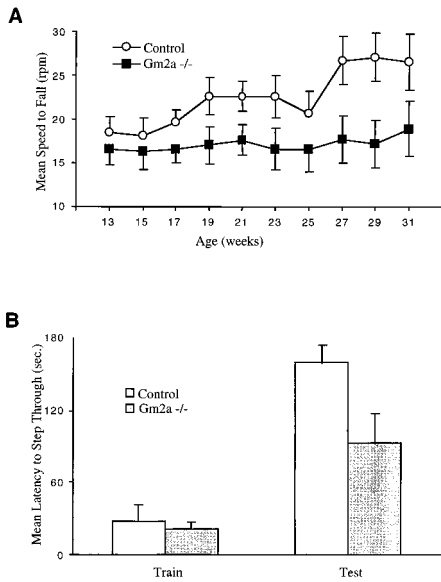 A
Mean Speed to Fall (rpm)
30
25
20
15
10
Control
Gm2a -/-
13 15 17 19 21 23 25 27 29 31
Age (weeks)
B
Mean Latency to Step Through (sec.)
180
120
60
0
Control
Gm2a -/-
Train Test